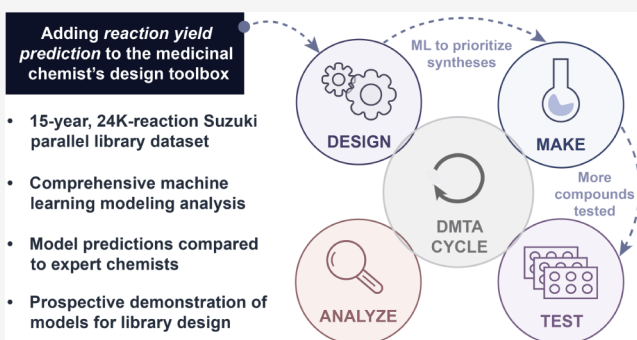 Adding reaction yield
prediction to the medicinal
chemist's design toolbox
• 15-year, 24K-reaction Suzuki
parallel library dataset
• Comprehensive machine
learning modeling analysis
• Model predictions compared
to expert chemists
• Prospective demonstration of
models for library design
ML to prioritize
syntheses
DESIGN
MAKE
More
compounds
tested
DMTA
CYCLE
ANALYZE
TEST